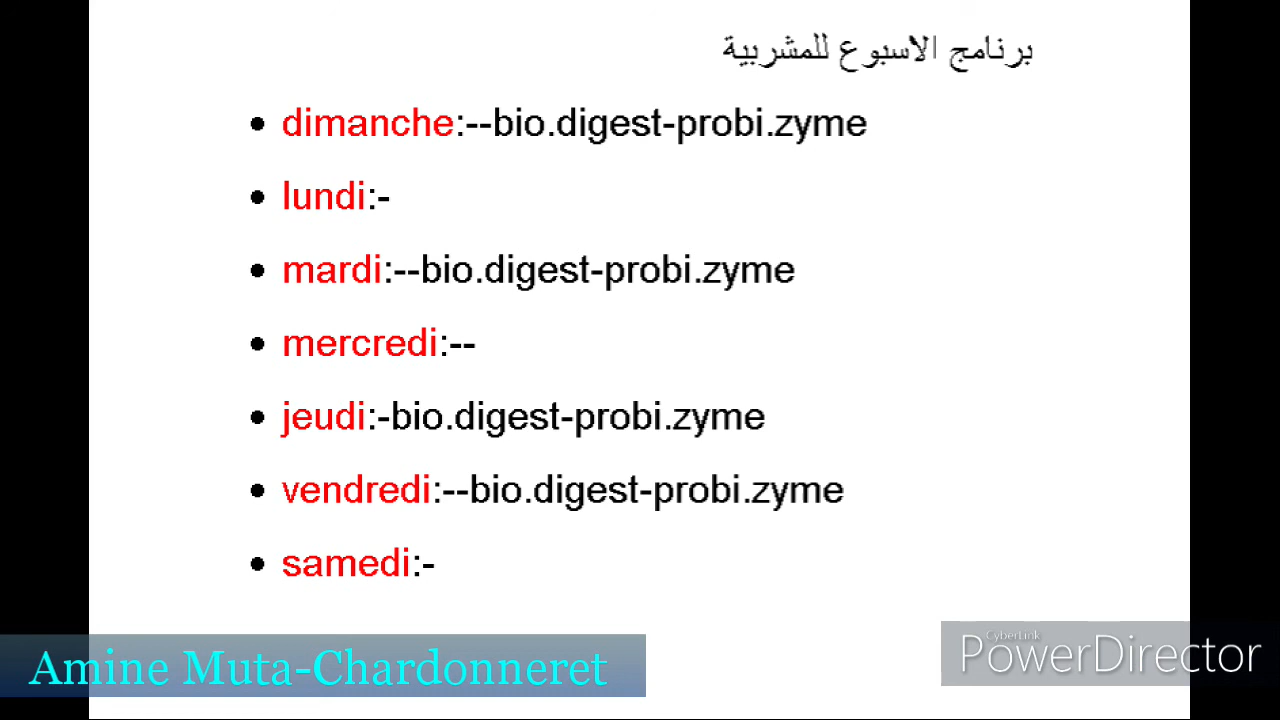 برنامج الاسبوع للمشربية
• dimanche:--bio.digest-probi.zyme
• lundi:-
• mardi:--bio.digest-probi.zyme
• mercredi:--
• jeudi:-bio.digest-probi.zyme
• vendredi:--bio.digest-probi.zyme
• samedi:-
Amine Muta-Chardonneret
CyberLink
PowerDirector